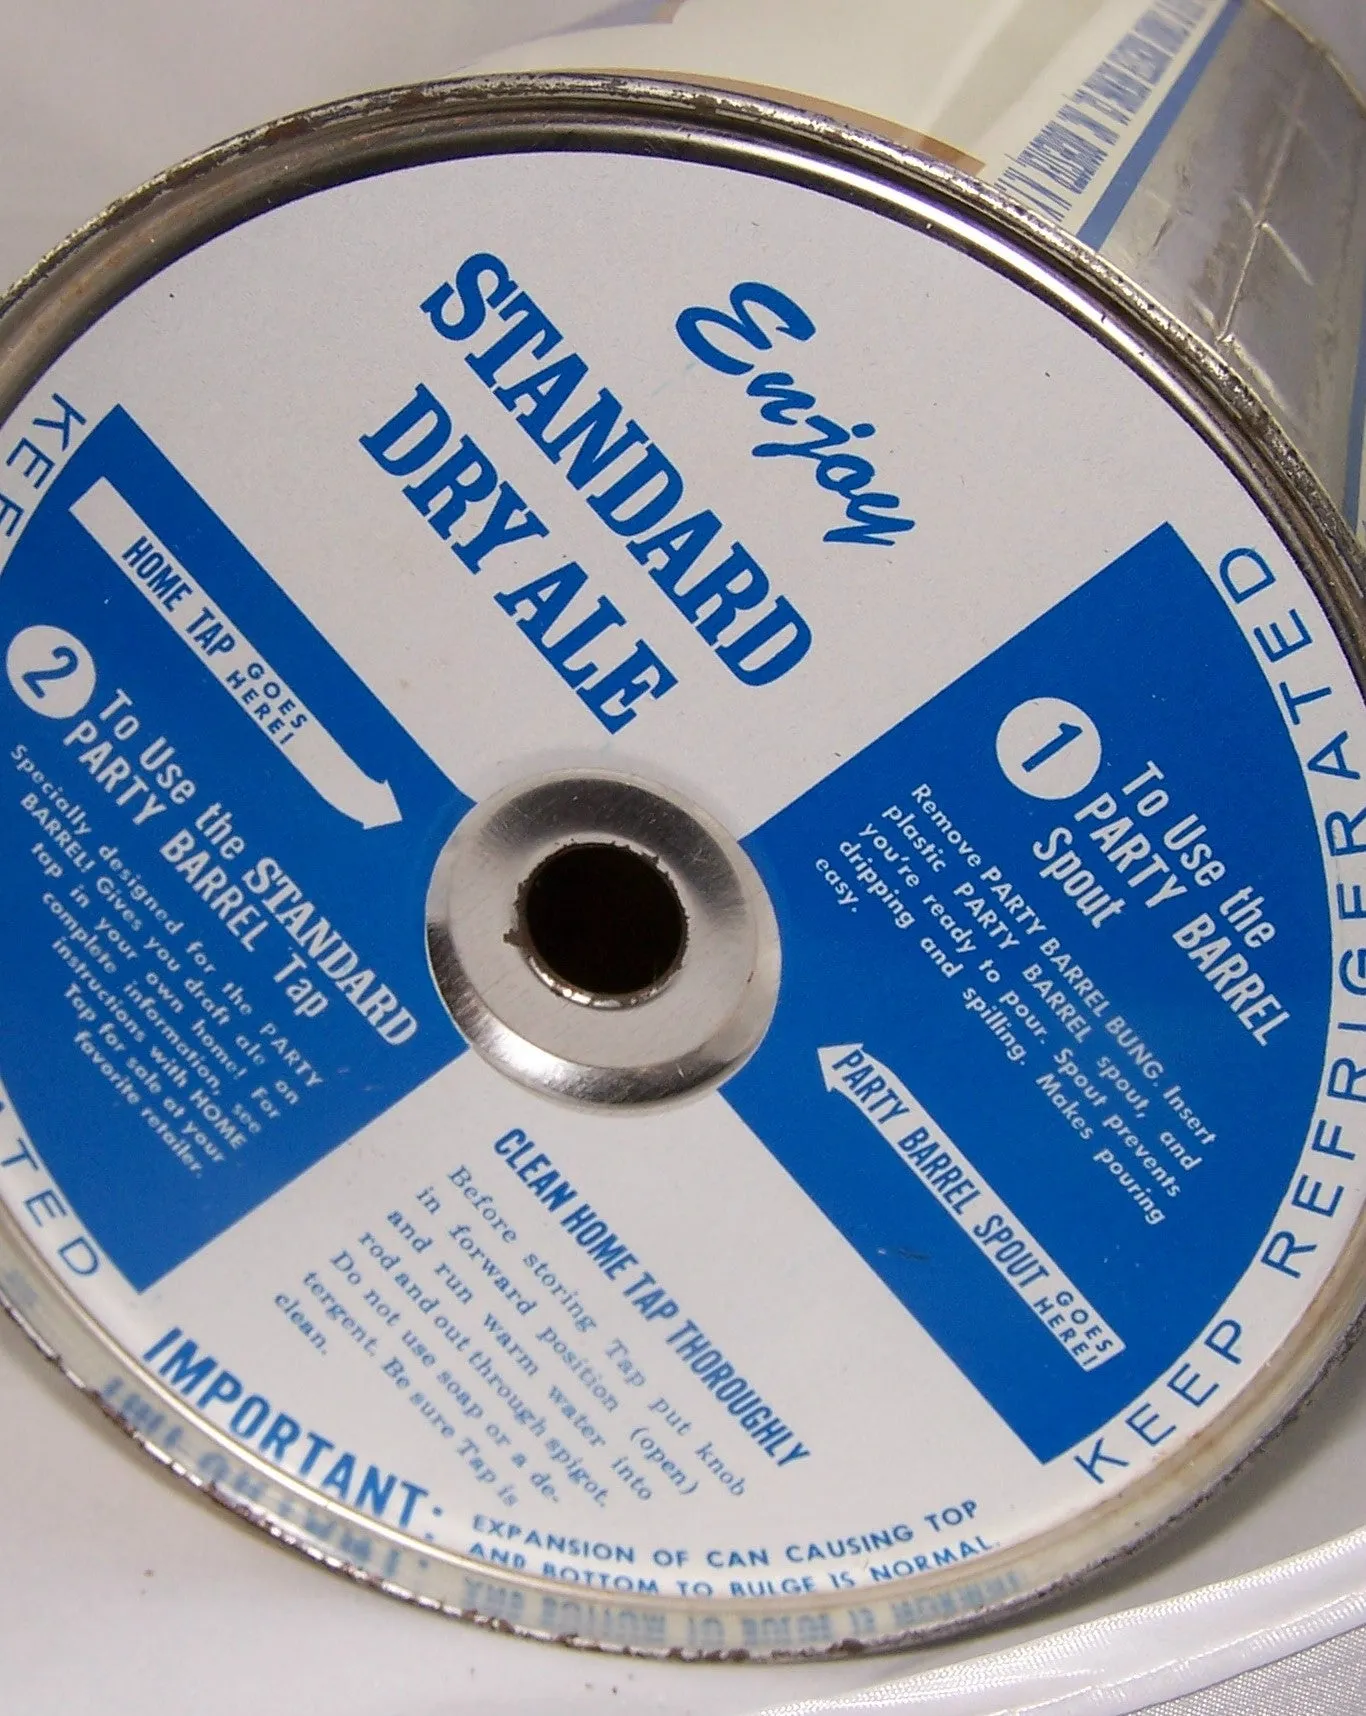 Enjoy
STANDARD
DRY ALE
KEEP REFRIGERATED
1
To Use the
PARTY BARREL
Spout
Remove PARTY BARREL BUNG. Insert
plastic PARTY BARREL spout, and
you're ready to pour. Spout prevents
dripping and spilling. Makes pouring
easy.
PARTY BARREL SPOUT GOES
HERE!
HOME TAP GOES
HERE!
2
To Use the STANDARD
PARTY BARREL Tap
Specially designed for the PARTY
BARREL! Gives you draft ale on
tap in your own home! For
complete information, see
instructions with HOME
Tap for sale at your
favorite retailer.
KEEP
ATED
CLEAN HOME TAP THOROUGHLY
Before storing Tap put knob
in forward position (open)
and run warm water into
rod and out through spigot.
Do not use soap or a de-
tergent. Be sure Tap is
clean.
IMPORTANT:
EXPANSION OF CAN CAUSING TOP
AND BOTTOM TO BULGE IS NORMAL.